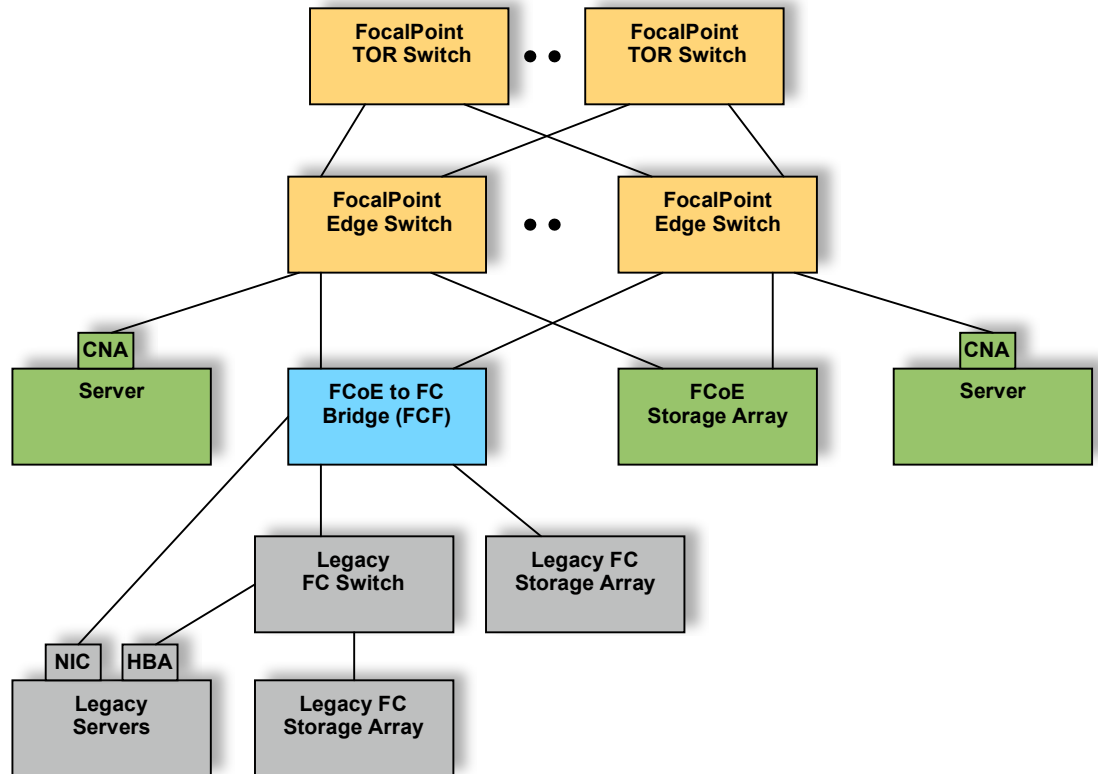 FocalPoint
TOR Switch
FocalPoint
TOR Switch
FocalPoint
Edge Switch
FocalPoint
Edge Switch
CNA
Server
FCoE to FC
Bridge (FCF)
FCoE
Storage Array
CNA
Server
Legacy
FC Switch
Legacy FC
Storage Array
NIC
HBA
Legacy
Servers
Legacy FC
Storage Array